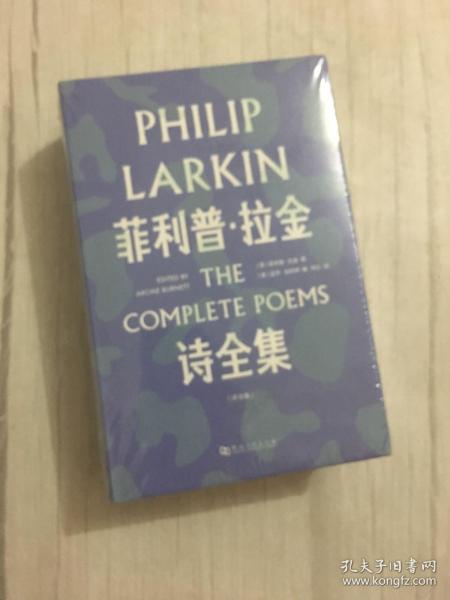 PHILIP
LARKIN
菲利普·拉金
EDITED BY
ARCHIE BURNETT
THE
COMPLETE POEMS
诗全集
孔夫子旧书网
www.kongfz.com